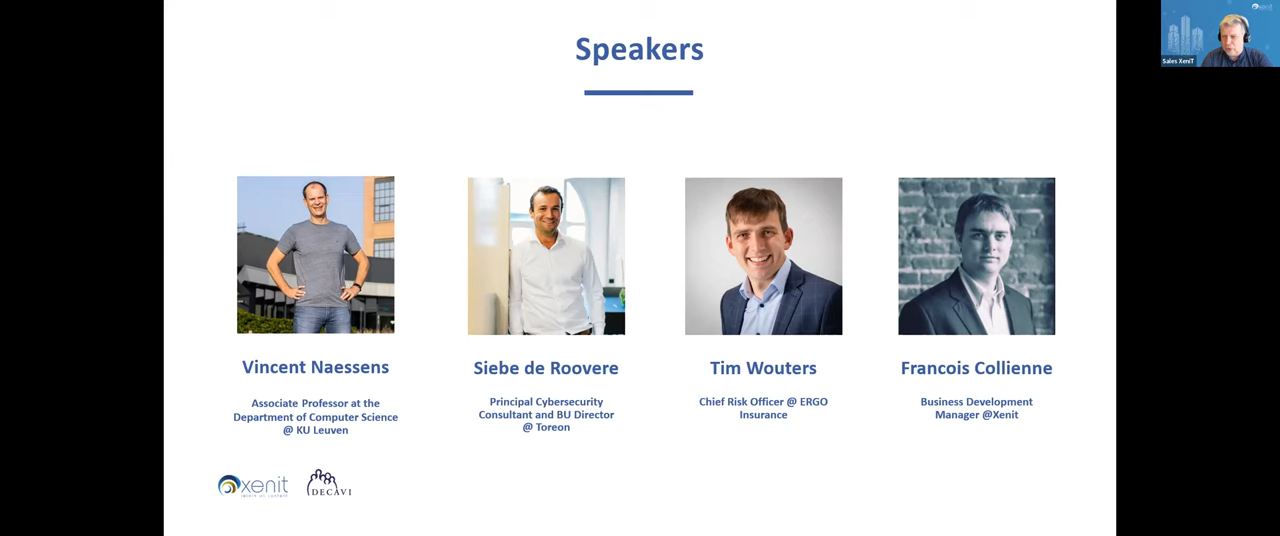 Speakers
xenit
Sales XeniT
Vincent Naessens
Associate Professor at the
Department of Computer Science
@ KU Leuven
Siebe de Roovere
Principal Cybersecurity
Consultant and BU Director
@ Toreon
Tim Wouters
Chief Risk Officer @ ERGO
Insurance
Francois Collienne
Business Development
Manager @Xenit
xenit
DECAVI